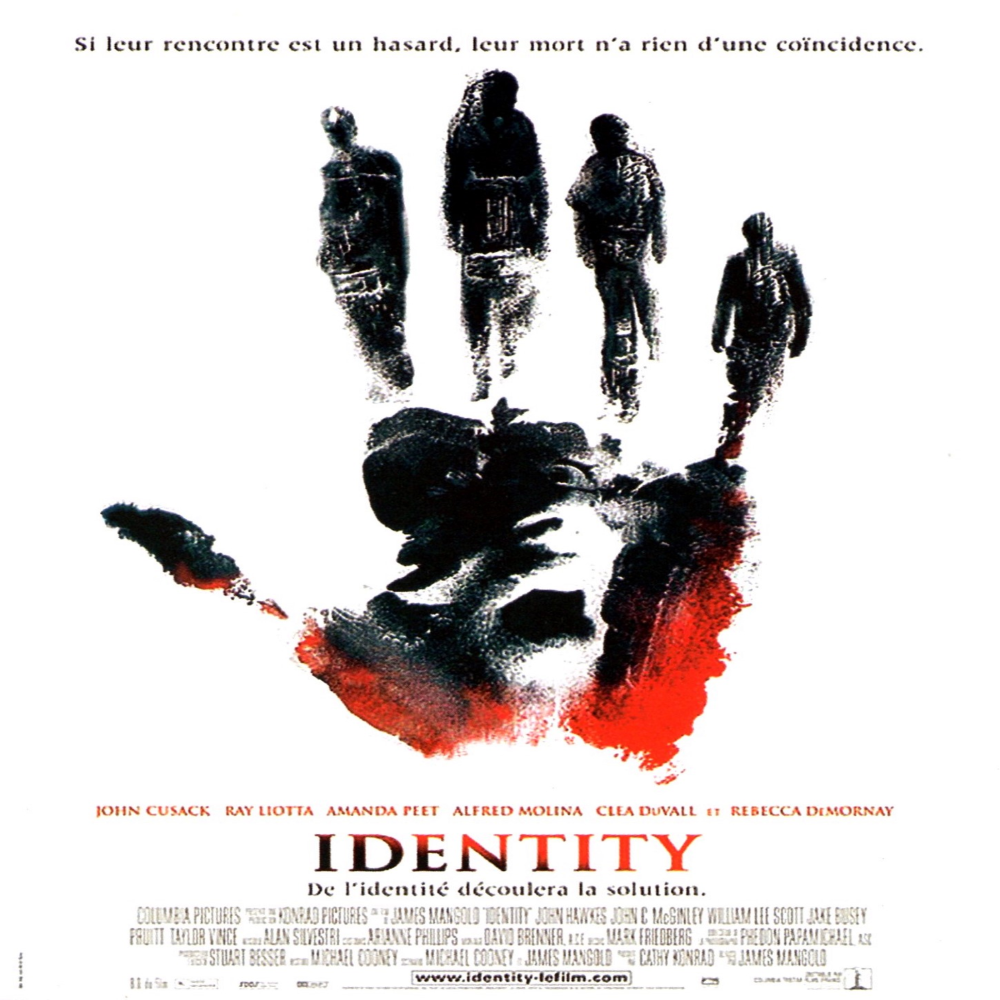 Si leur rencontre est un hasard, leur mort n'a rien d'une coïncidence.
JOHN CUSACK RAY LIOTTA AMANDA PEET ALFRED MOLINA CLEA DUVALL ET REBECCA DEMORNAY
IDENTITY
De l'identité découlera la solution.
COLUMBIA PICTURES KONRAD PICTURES JAMES MANGOLD "IDENTITY" JOHN HAWKES JOHN C McGINLEY WILLIAM LEE SCOTT JAKE BUSEY
PRUITT TAYLOR VINCE ALAN SILVESTRI ARIANNE PHILLIPS DAVID BRENNER, A.C.E MARK FRIEDBERG PHEDON PAPAMICHAEL, ASC
STUART BESSER MICHAEL COONEY MICHAEL COONEY JAMES MANGOLD CATHY KONRAD JAMES MANGOLD
www.identity-lefilm.com